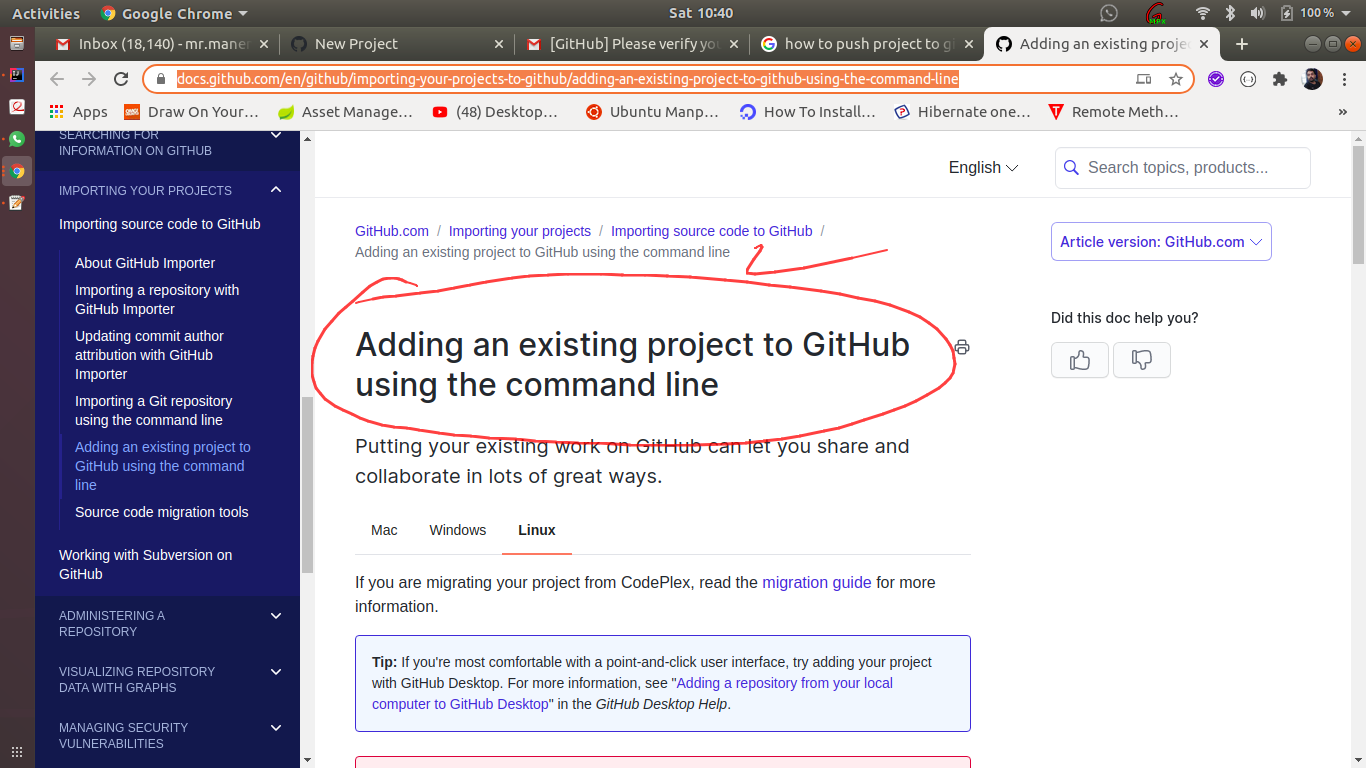 Activities Google Chrome Sat 10:40 100 %
Inbox (18,140) - mr.maner New Project [GitHub] Please verify you how to push project to g Adding an existing proje
docs.github.com/en/github/importing-your-projects-to-github/adding-an-existing-project-to-github-using-the-command-line
Apps Draw On Your… Asset Manage… (48) Desktop… Ubuntu Manp… How To Install… Hibernate one… Remote Meth… »
SEARCHING FOR
INFORMATION ON GITHUB
IMPORTING YOUR PROJECTS
Importing source code to GitHub
About GitHub Importer
Importing a repository with
GitHub Importer
Updating commit author
attribution with GitHub
Importer
Importing a Git repository
using the command line
Adding an existing project to
GitHub using the command
line
Source code migration tools
Working with Subversion on
GitHub
ADMINISTERING A
REPOSITORY
VISUALIZING REPOSITORY
DATA WITH GRAPHS
MANAGING SECURITY
VULNERABILITIES
English Search topics, products...
GitHub.com / Importing your projects / Importing source code to GitHub /
Adding an existing project to GitHub using the command line
Adding an existing project to GitHub
using the command line
Putting your existing work on GitHub can let you share and
collaborate in lots of great ways.
Mac Windows Linux
If you are migrating your project from CodePlex, read the migration guide for more
information.
Tip: If you're most comfortable with a point-and-click user interface, try adding your project
with GitHub Desktop. For more information, see "Adding a repository from your local
computer to GitHub Desktop" in the GitHub Desktop Help.
Article version: GitHub.com
Did this doc help you?